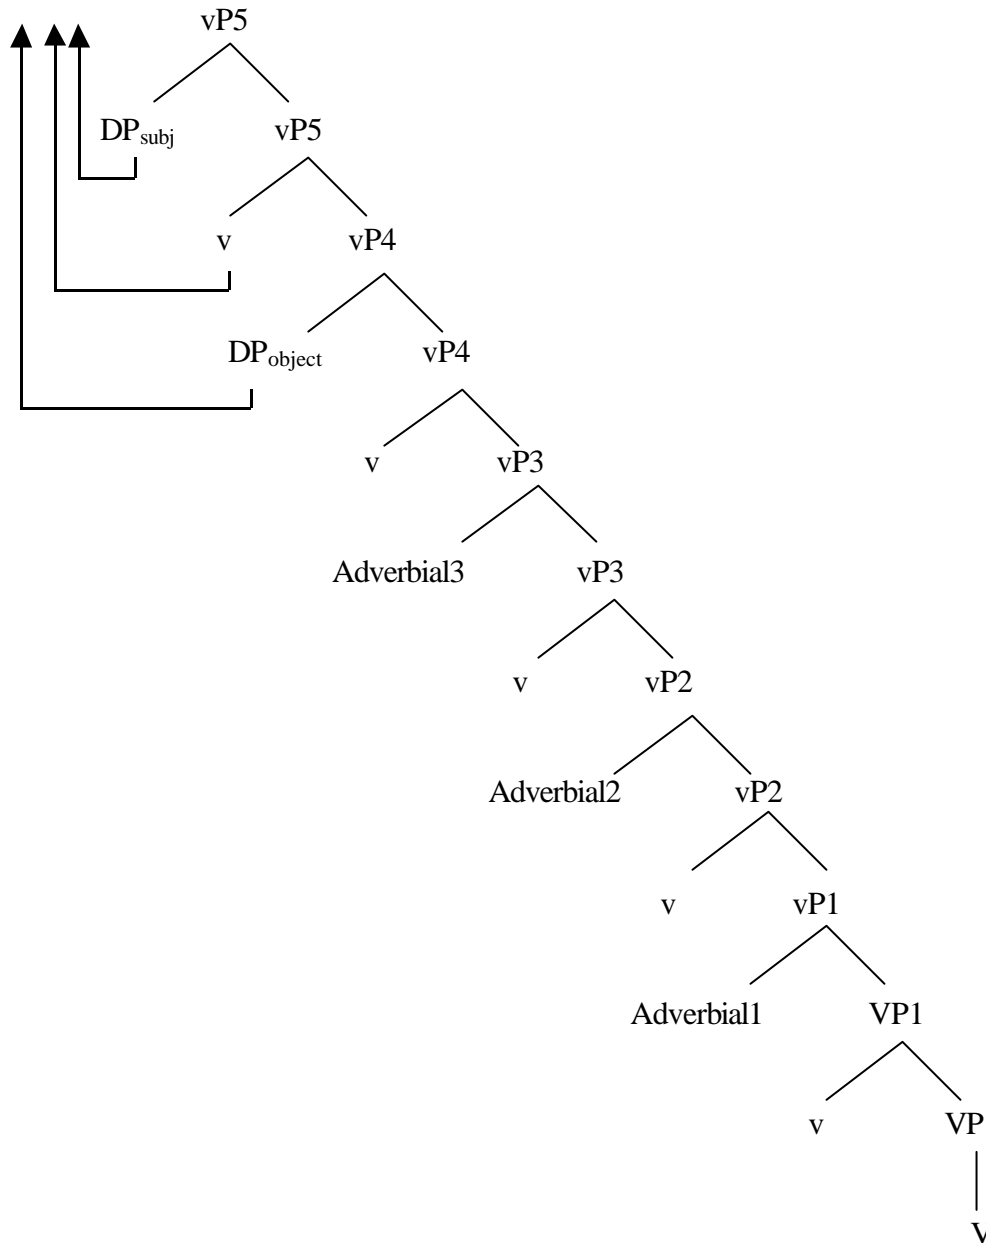 vP5
DPsubj vP5
v vP4
DPobject vP4
v vP3
Adverbial3 vP3
v vP2
Adverbial2 vP2
v vP1
Adverbial1 VP1
v VP
V